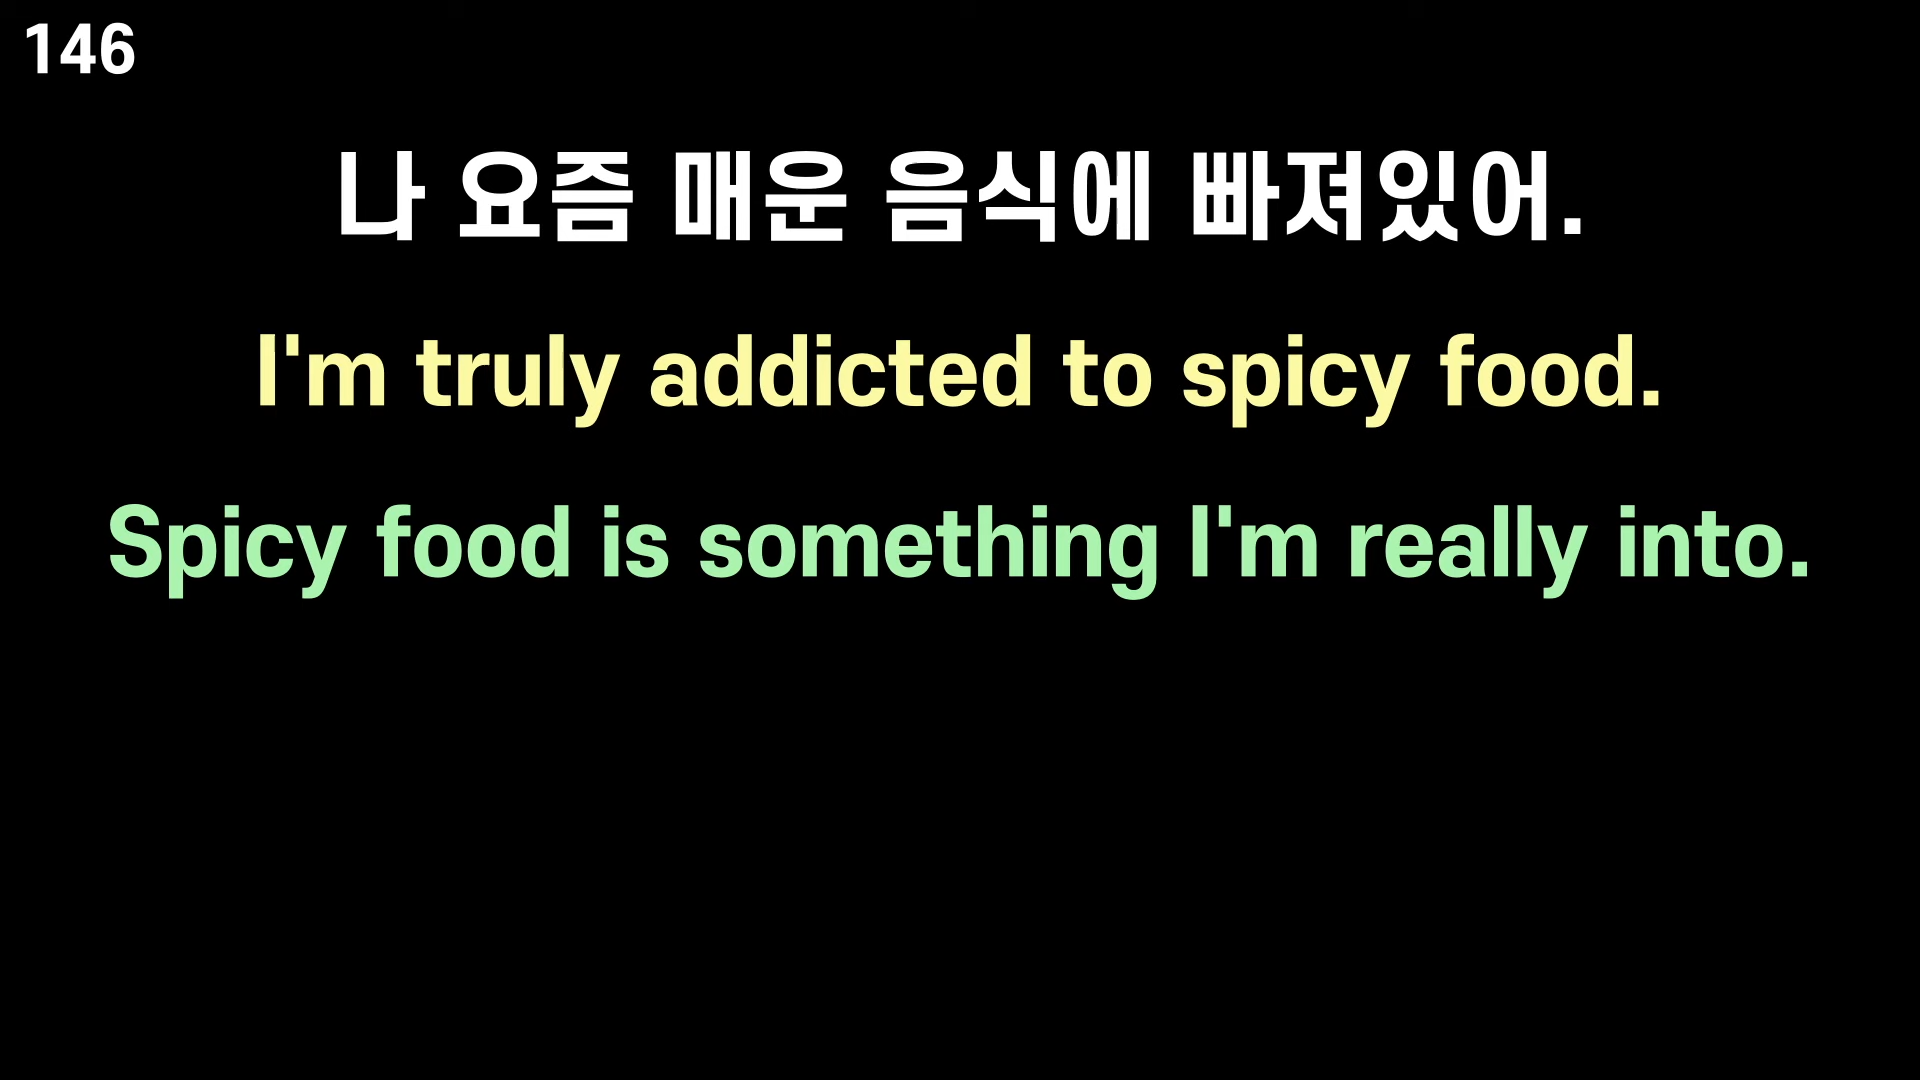 146
나 요즘 매운 음식에 빠져있어.
I'm truly addicted to spicy food.
Spicy food is something I'm really into.